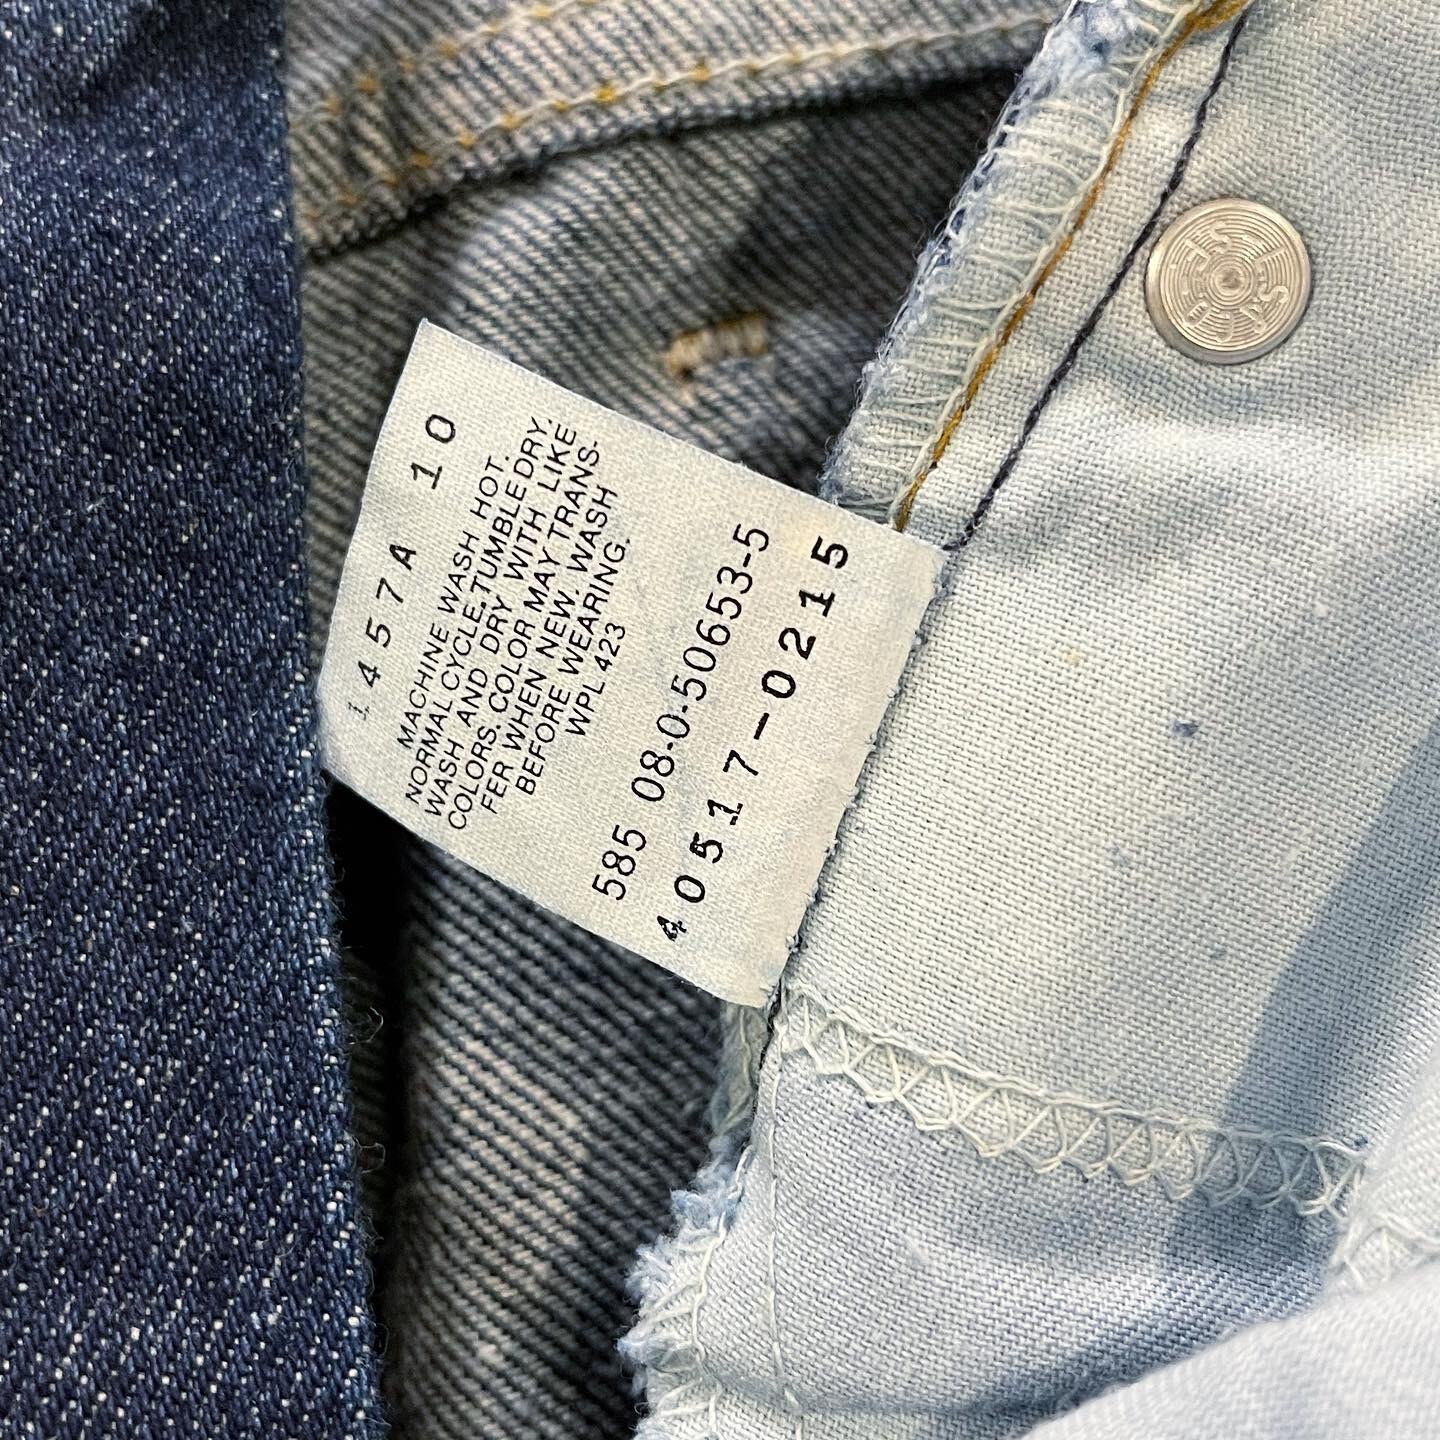 1457A 10
MACHINE WASH HOT.
NORMAL CYCLE.TUMBLE DRY.
WASH AND DRY WITH LIKE
COLORS. COLOR MAY TRANS-
FER WHEN NEW, WASH
BEFORE WEARING.
WPL 423
585 08-0-50653-5
40517-0215